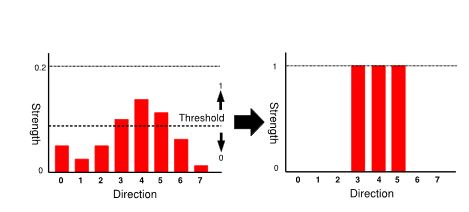 0.2
1
Threshold
0
Strength
0
0 1 2 3 4 5 6 7
Direction
1
Strength
0
0 1 2 3 4 5 6 7
Direction